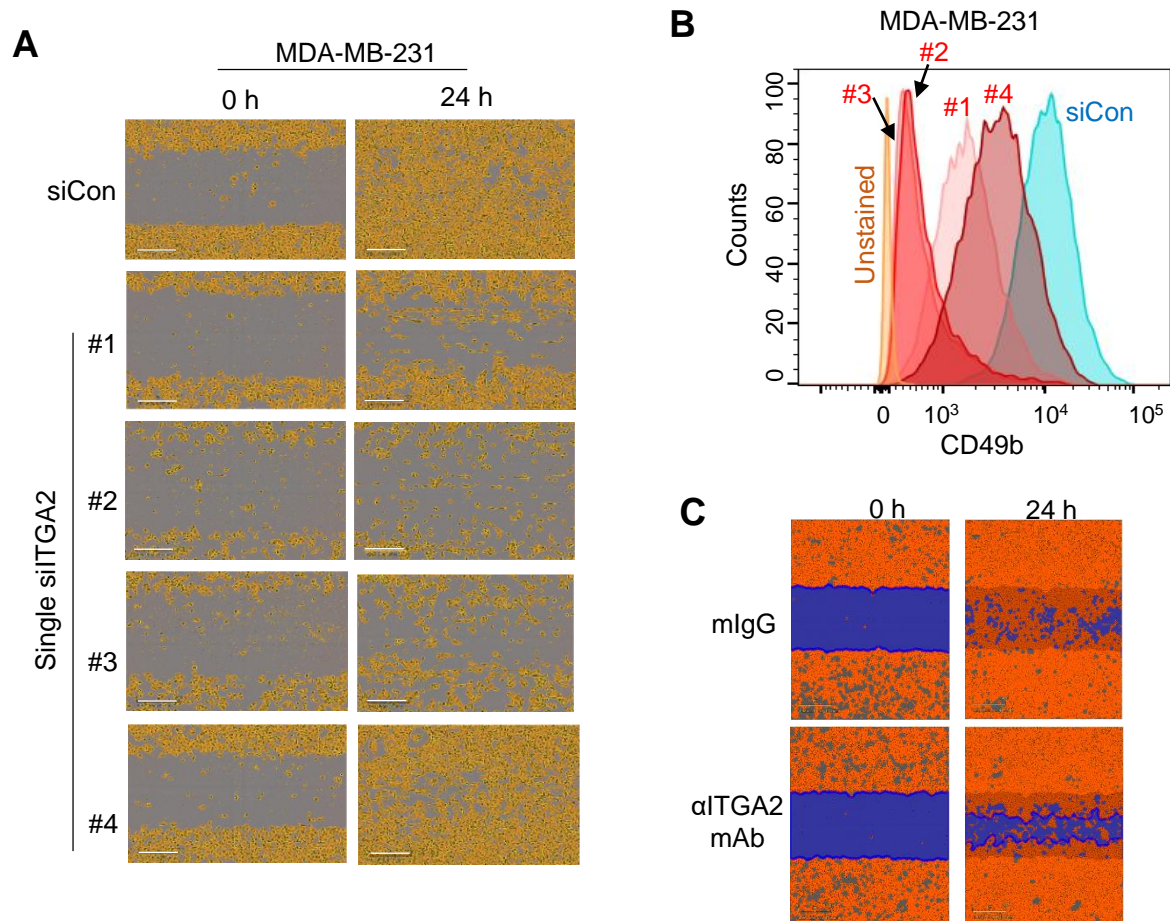 A
MDA-MB-231
0 h
24 h
siCon
#1
#2
#3
#4
Single siITGA2
B
MDA-MB-231
#2
#3
#1
#4
siCon
Unstained
Counts
100
80
60
40
20
0
0
10³
10⁴
10⁵
CD49b
C
0 h
24 h
mIgG
αITGA2
mAb